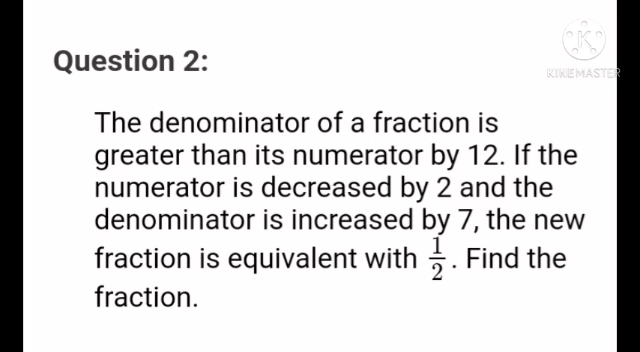 KINEMASTER
Question 2:
The denominator of a fraction is
greater than its numerator by 12. If the
numerator is decreased by 2 and the
denominator is increased by 7, the new
fraction is equivalent with 1/2. Find the
fraction.